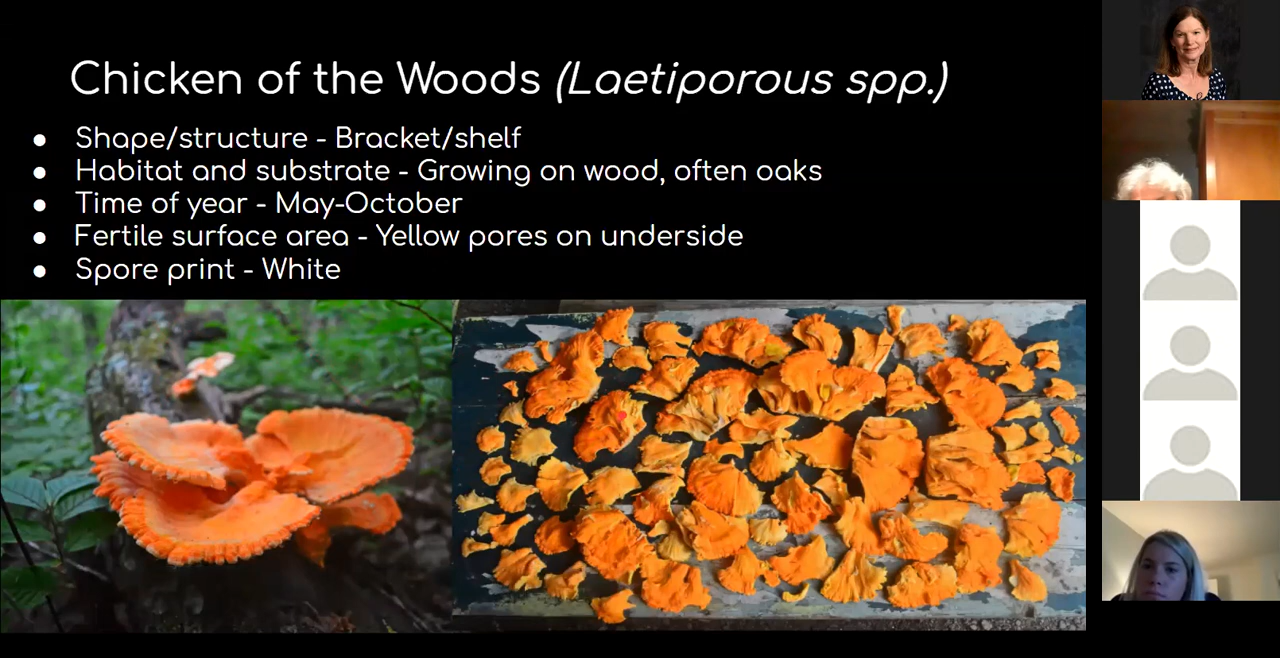 Chicken of the Woods (Laetiporous spp.)
● Shape/structure - Bracket/shelf
● Habitat and substrate - Growing on wood, often oaks
● Time of year - May-October
● Fertile surface area - Yellow pores on underside
● Spore print - White